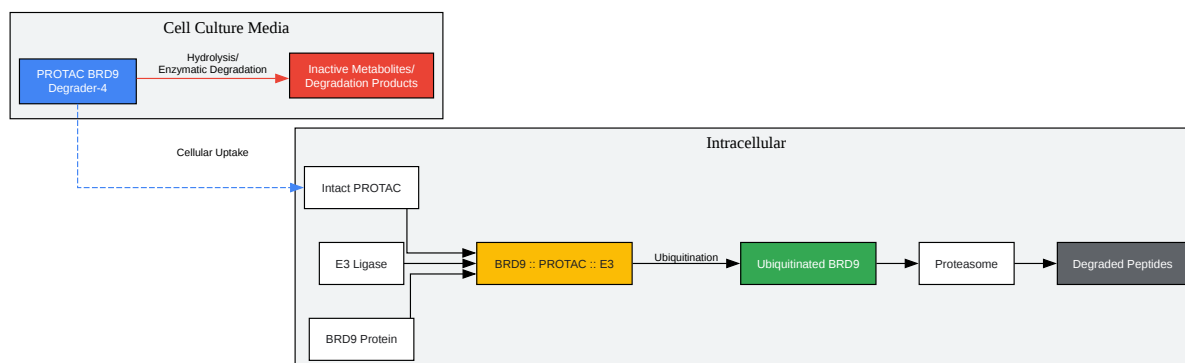 Cell Culture Media
PROTAC BRD9
Degrader-4
Hydrolysis/
Enzymatic Degradation
Inactive Metabolites/
Degradation Products
Cellular Uptake
Intracellular
Intact PROTAC
E3 Ligase
BRD9 Protein
BRD9 :: PROTAC :: E3
Ubiquitination
Ubiquitinated BRD9
Proteasome
Degraded Peptides